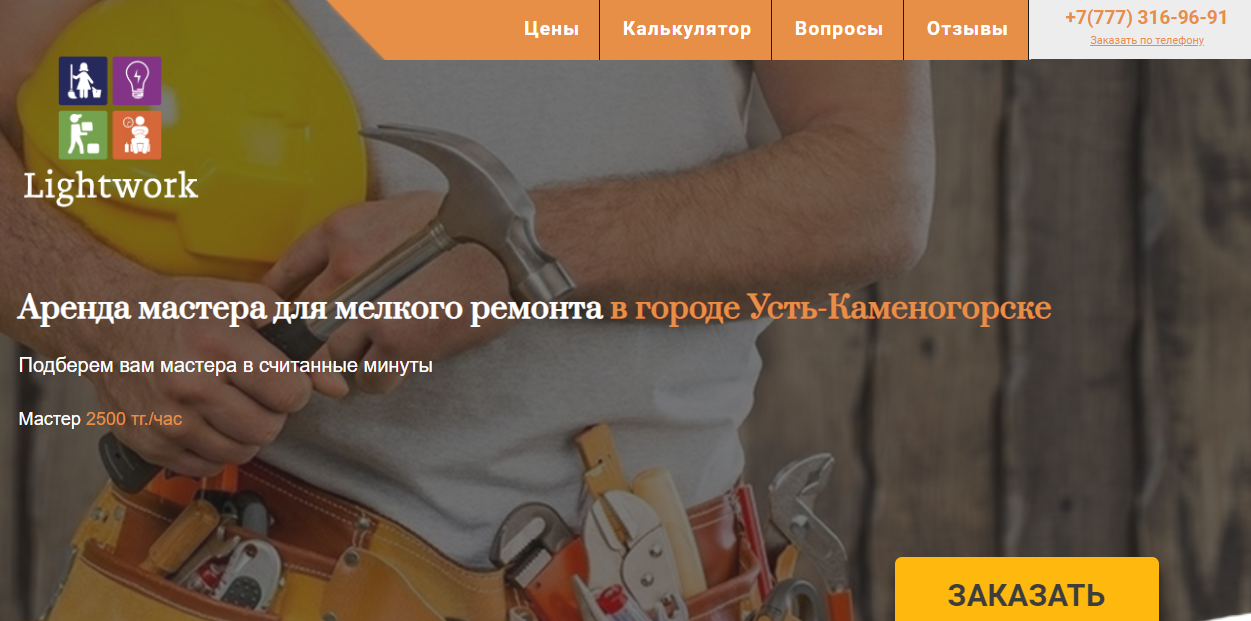 Цены Калькулятор Вопросы Отзывы
+7(777) 316-96-91
Заказать по телефону
Lightwork
Аренда мастера для мелкого ремонта в городе Усть-Каменогорске
Подберем вам мастера в считанные минуты
Мастер 2500 тг./час
ЗАКАЗАТЬ